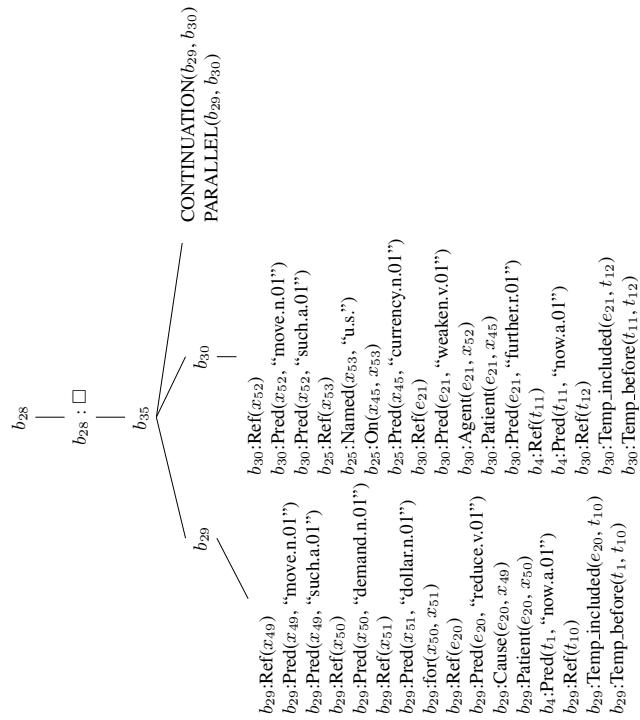 b₂₈
b₂₈ : □
b₃₅
b₂₉
b₃₀
CONTINUATION(b₂₉, b₃₀)
PARALLEL(b₂₉, b₃₀)
b₂₉:Ref(x₄₉)
b₂₉:Pred(x₄₉, “move.n.01”)
b₂₉:Pred(x₄₉, “such.a.01”)
b₂₉:Ref(x₅₀)
b₂₉:Pred(x₅₀, “demand.n.01”)
b₂₉:Ref(x₅₁)
b₂₉:Pred(x₅₁, “dollar.n.01”)
b₂₉:for(x₅₀, x₅₁)
b₂₉:Ref(e₂₀)
b₂₉:Pred(e₂₀, “reduce.v.01”)
b₂₉:Cause(e₂₀, x₄₉)
b₂₉:Patient(e₂₀, x₅₀)
b₄:Pred(t₁, “now.a.01”)
b₂₉:Ref(t₁₀)
b₂₉:Temp_included(e₂₀, t₁₀)
b₂₉:Temp_before(t₁, t₁₀)
b₃₀:Ref(x₅₂)
b₃₀:Pred(x₅₂, “move.n.01”)
b₃₀:Pred(x₅₂, “such.a.01”)
b₂₅:Ref(x₅₃)
b₂₅:Named(x₅₃, “u.s.”)
b₂₅:On(x₄₅, x₅₃)
b₂₅:Pred(x₄₅, “currency.n.01”)
b₃₀:Ref(e₂₁)
b₃₀:Pred(e₂₁, “weaken.v.01”)
b₃₀:Agent(e₂₁, x₅₂)
b₃₀:Patient(e₂₁, x₄₅)
b₃₀:Pred(e₂₁, “further.r.01”)
b₄:Ref(t₁₁)
b₄:Pred(t₁₁, “now.a.01”)
b₃₀:Ref(t₁₂)
b₃₀:Temp_included(e₂₁, t₁₂)
b₃₀:Temp_before(t₁₁, t₁₂)